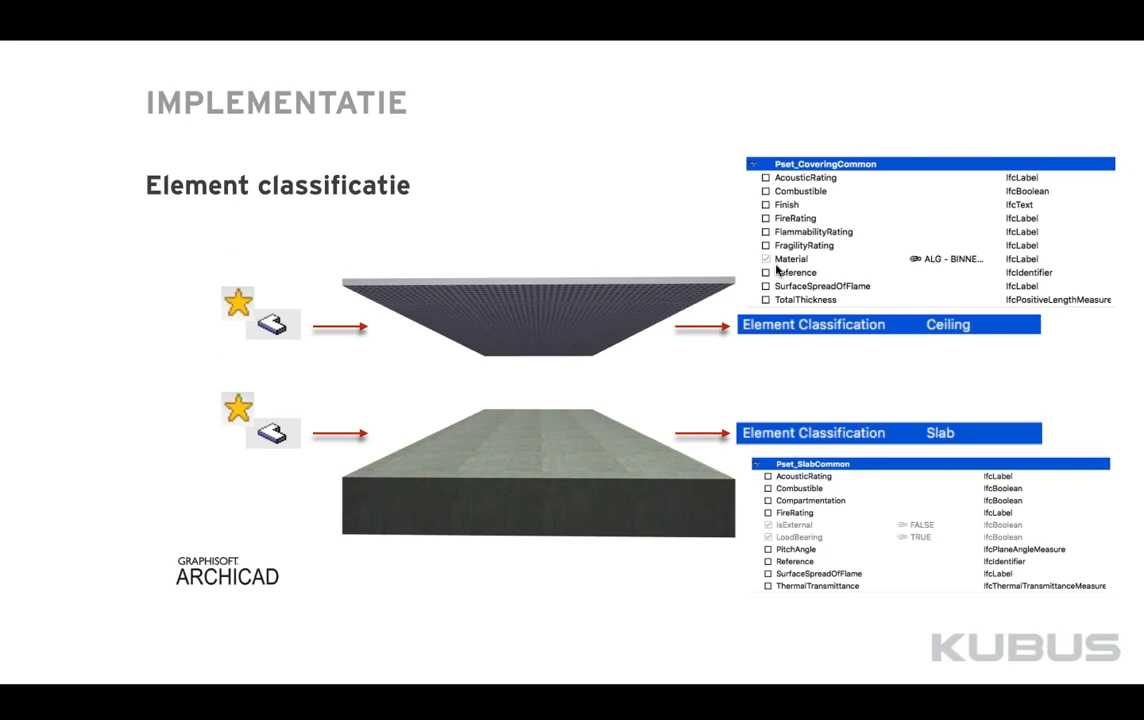 IMPLEMENTATIE
Element classificatie
Pset_CoveringCommon
AcousticRating IfcLabel
Combustible IfcBoolean
Finish IfcText
FireRating IfcLabel
FlammabilityRating IfcLabel
FragilityRating IfcLabel
Material ALG - BINNE... IfcLabel
eference IfcIdentifier
SurfaceSpreadOfFlame IfcLabel
TotalThickness IfcPositiveLengthMeasure
Element Classification Ceiling
Element Classification Slab
Pset_SlabCommon
AcousticRating IfcLabel
Combustible IfcBoolean
Compartmentation IfcBoolean
FireRating IfcLabel
IsExternal FALSE IfcBoolean
LoadBearing TRUE IfcBoolean
PitchAngle IfcPlaneAngleMeasure
Reference IfcIdentifier
SurfaceSpreadOfFlame IfcLabel
ThermalTransmittance IfcThermalTransmittanceMeasure
GRAPHISOFT
ARCHICAD
KUBUS